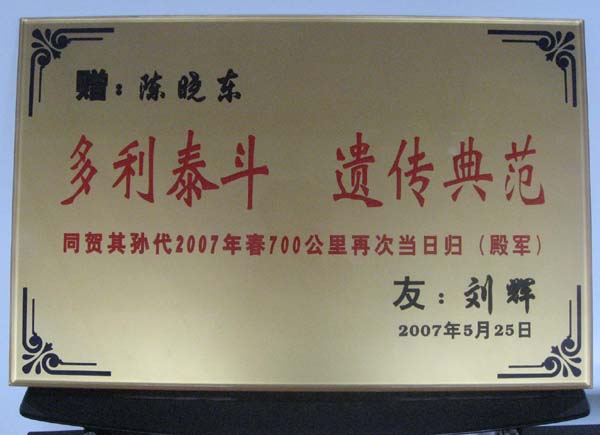 赠：陈晓东
多利泰斗 遗传典范
同贺其孙代2007年春700公里再次当日归（殿军）
友：刘辉
2007年5月25日